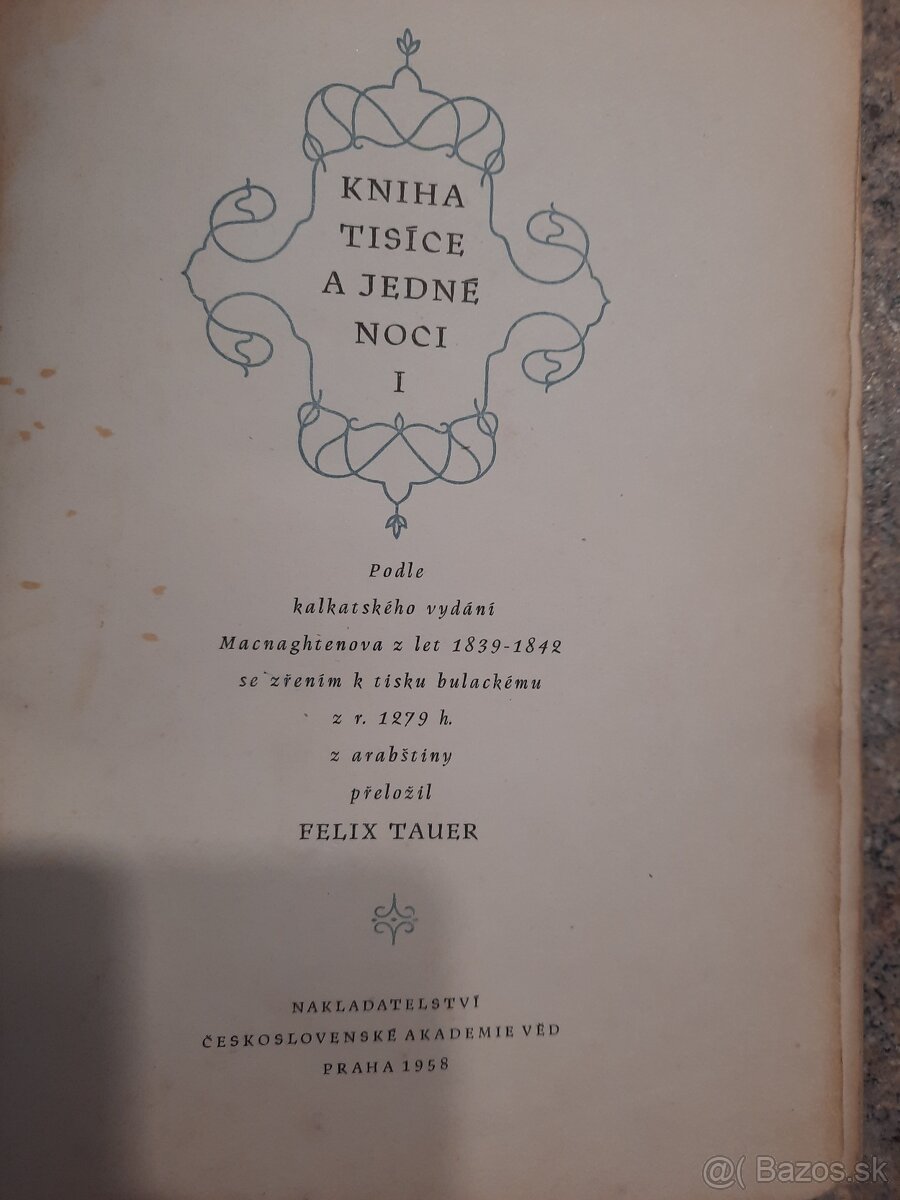 KNIHA
TISÍCE
A JEDNÉ
NOCI
I
Podle
kalkatského vydání
Macnaghtenova z let 1839-1842
se zřením k tisku bulackému
z r. 1279 h.
z arabštiny
přeložil
FELIX TAUER
NAKLADATELSTVÍ
ČESKOSLOVENSKÉ AKADEMIE VĚD
PRAHA 1958
@( Bazos.sk